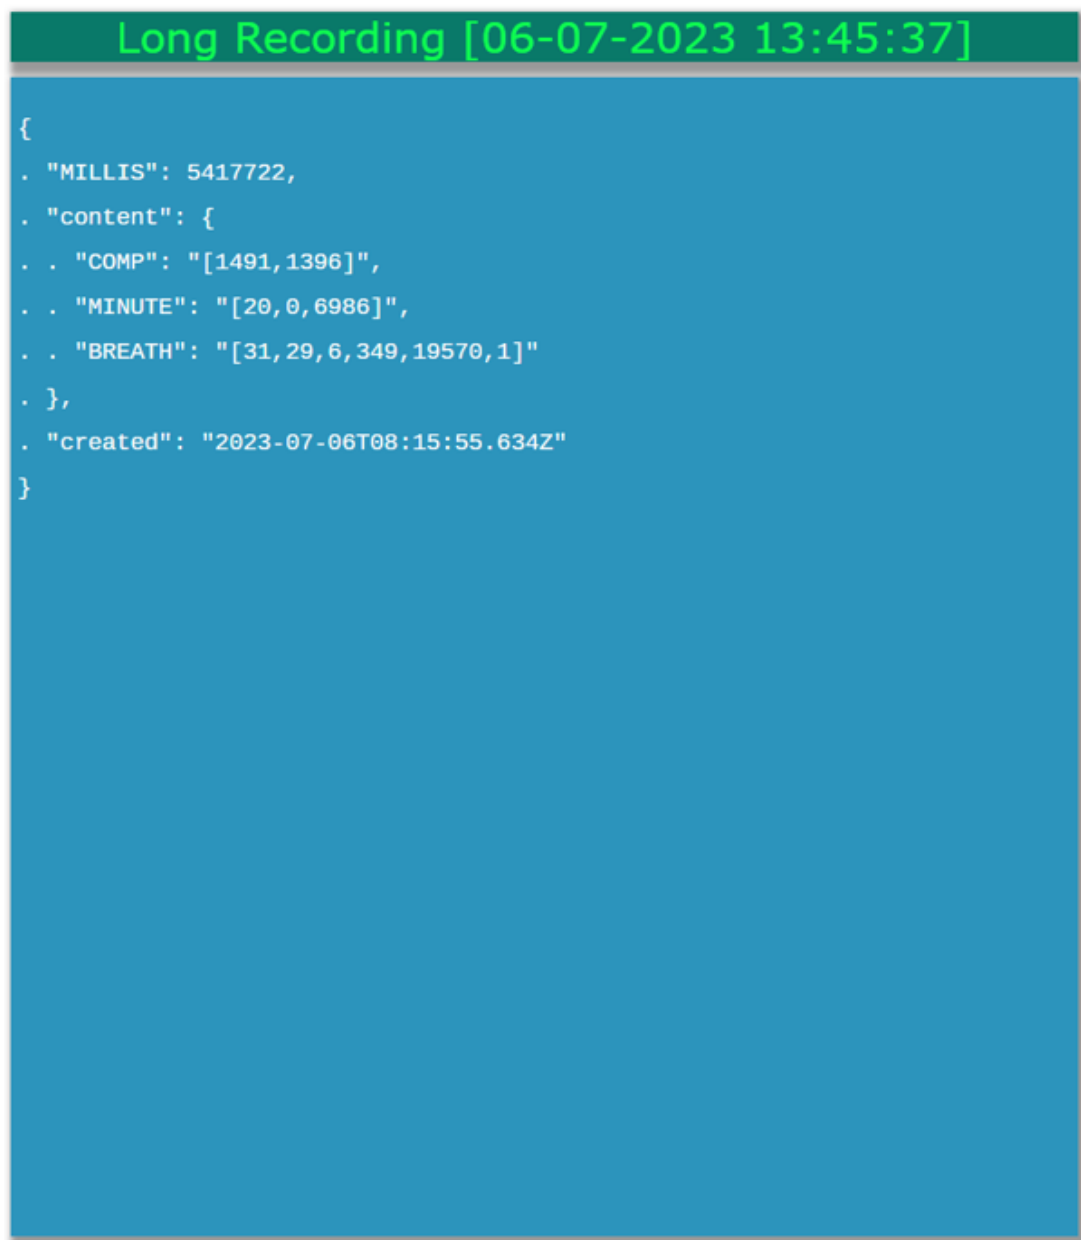 Long Recording [06-07-2023 13:45:37]
{
. "MILLIS": 5417722,
. "content": {
. . "COMP": "[1491,1396]",
. . "MINUTE": "[20,0,6986]",
. . "BREATH": "[31,29,6,349,19570,1]"
. },
. "created": "2023-07-06T08:15:55.634Z"
}